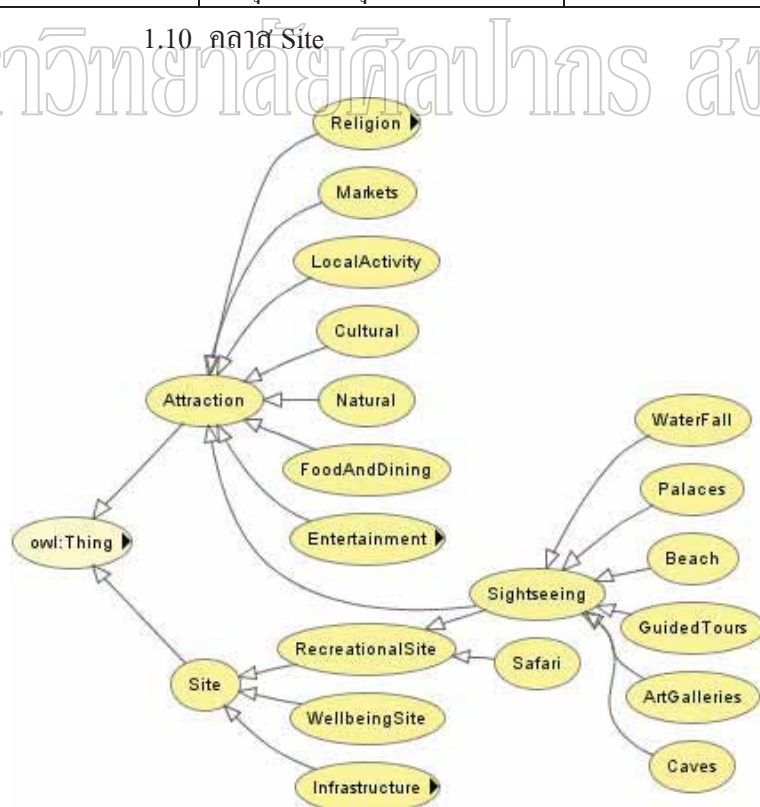 1.10 คลาส Site
Religion
Markets
LocalActivity
Cultural
Attraction
Natural
WaterFall
FoodAndDining
Palaces
owl:Thing
Entertainment
Beach
Sightseeing
GuidedTours
RecreationalSite
Safari
Site
ArtGalleries
WellbeingSite
Caves
Infrastructure